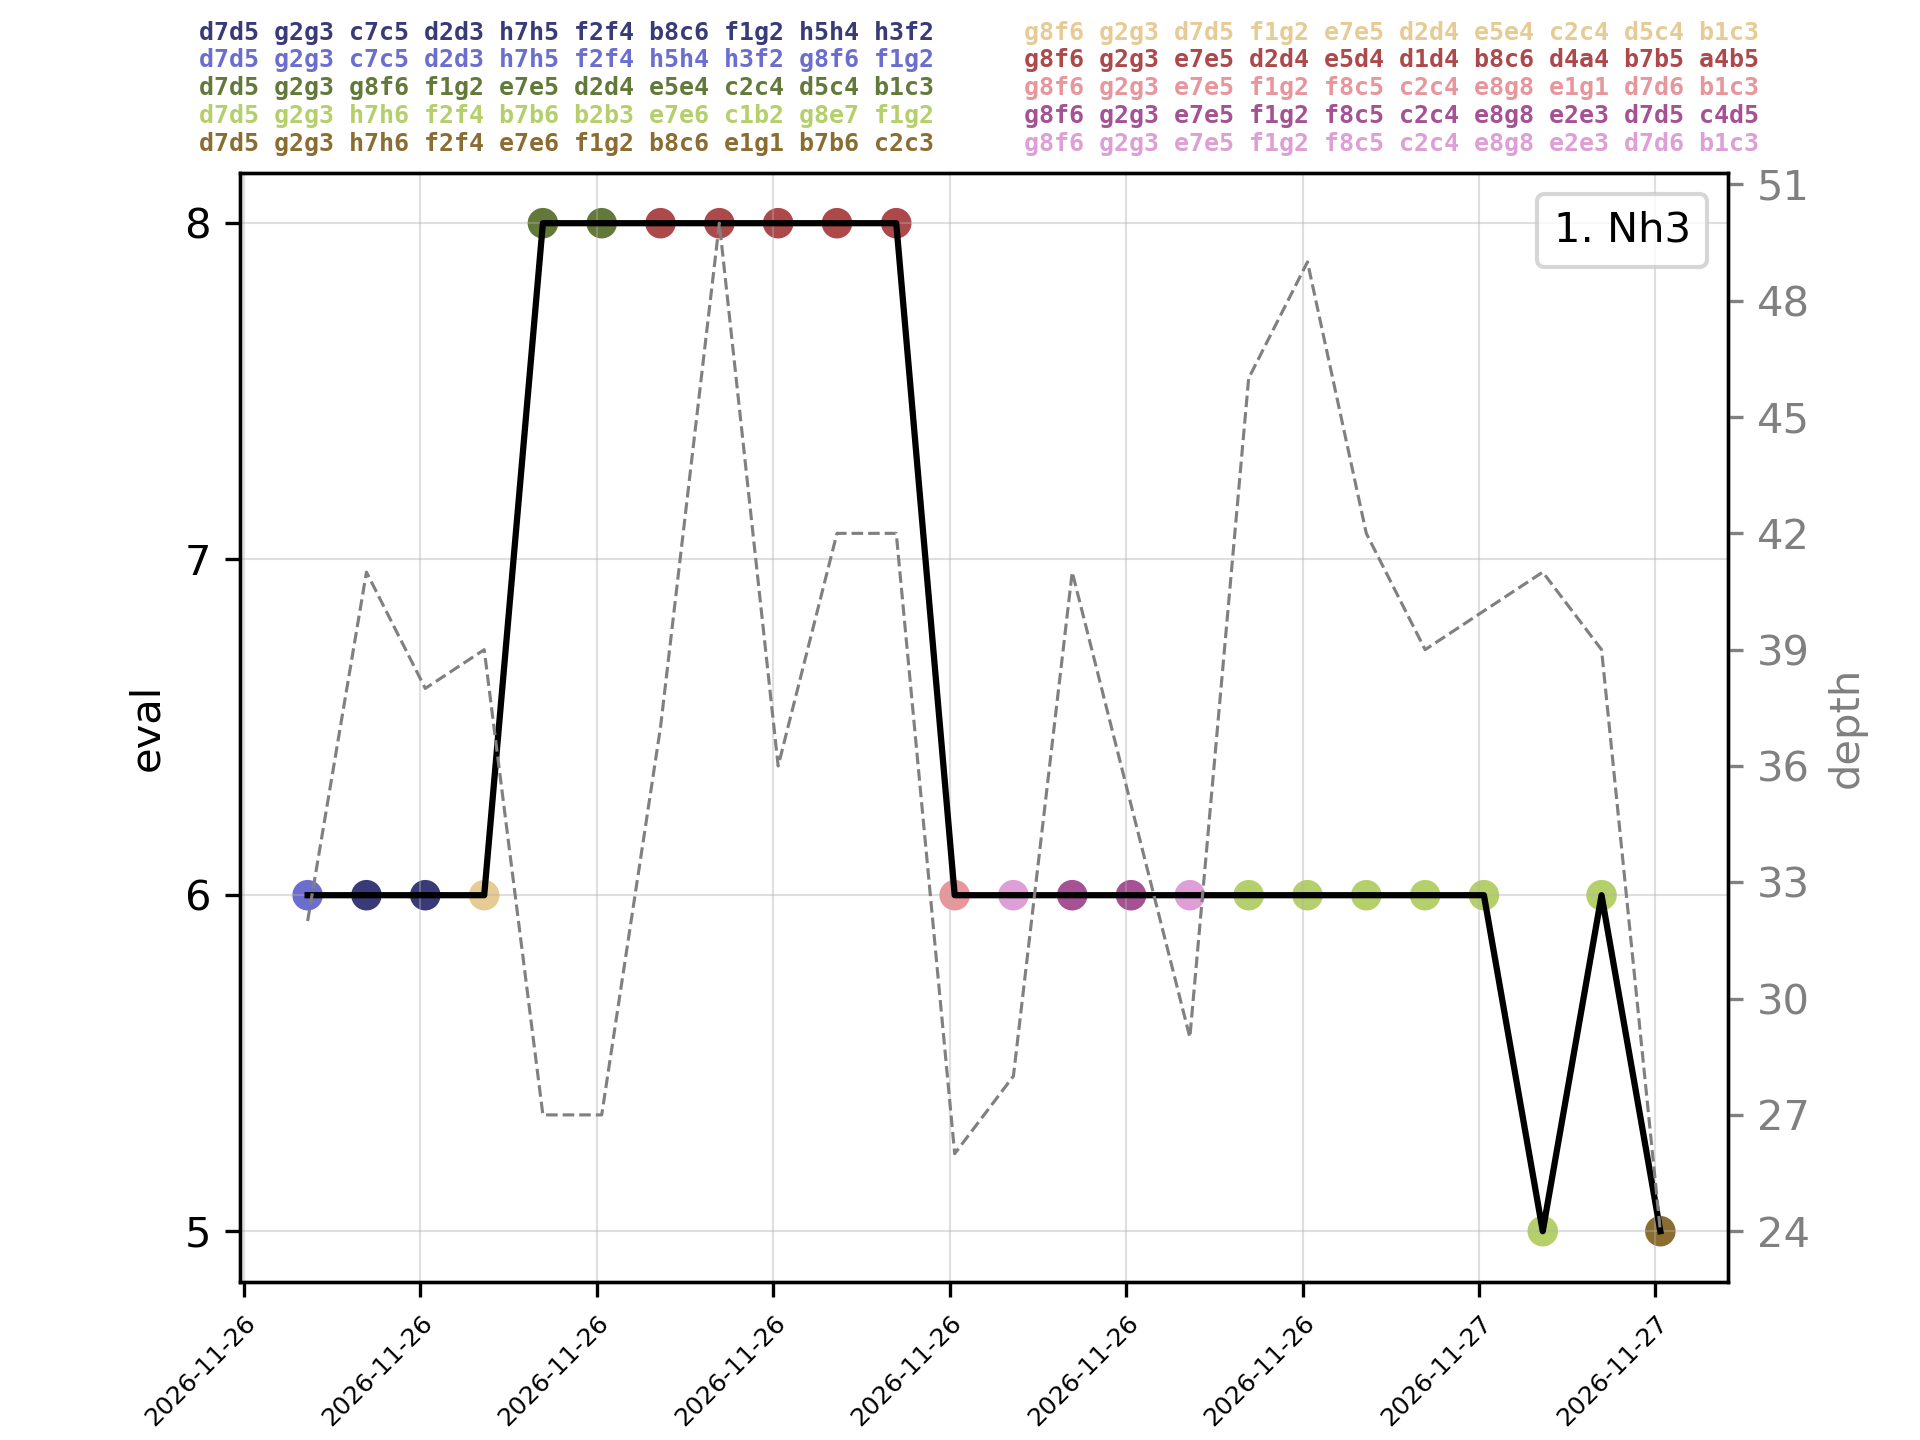 d7d5 g2g3 c7c5 d2d3 h7h5 f2f4 b8c6 f1g2 h5h4 h3f2
d7d5 g2g3 c7c5 d2d3 h7h5 f2f4 h5h4 h3f2 g8f6 f1g2
d7d5 g2g3 g8f6 f1g2 e7e5 d2d4 e5e4 c2c4 d5c4 b1c3
d7d5 g2g3 h7h6 f2f4 b7b6 b2b3 e7e6 c1b2 g8e7 f1g2
d7d5 g2g3 h7h6 f2f4 e7e6 f1g2 b8c6 e1g1 b7b6 c2c3
g8f6 g2g3 d7d5 f1g2 e7e5 d2d4 e5e4 c2c4 d5c4 b1c3
g8f6 g2g3 e7e5 d2d4 e5d4 d1d4 b8c6 d4a4 b7b5 a4b5
g8f6 g2g3 e7e5 f1g2 f8c5 c2c4 e8g8 e1g1 d7d6 b1c3
g8f6 g2g3 e7e5 f1g2 f8c5 c2c4 e8g8 e2e3 d7d5 c4d5
g8f6 g2g3 e7e5 f1g2 f8c5 c2c4 e8g8 e2e3 d7d6 b1c3
1. Nh3
8
7
6
5
eval
51
48
45
42
39
36
33
30
27
24
depth
2026-11-26
2026-11-26
2026-11-26
2026-11-26
2026-11-26
2026-11-26
2026-11-26
2026-11-27
2026-11-27